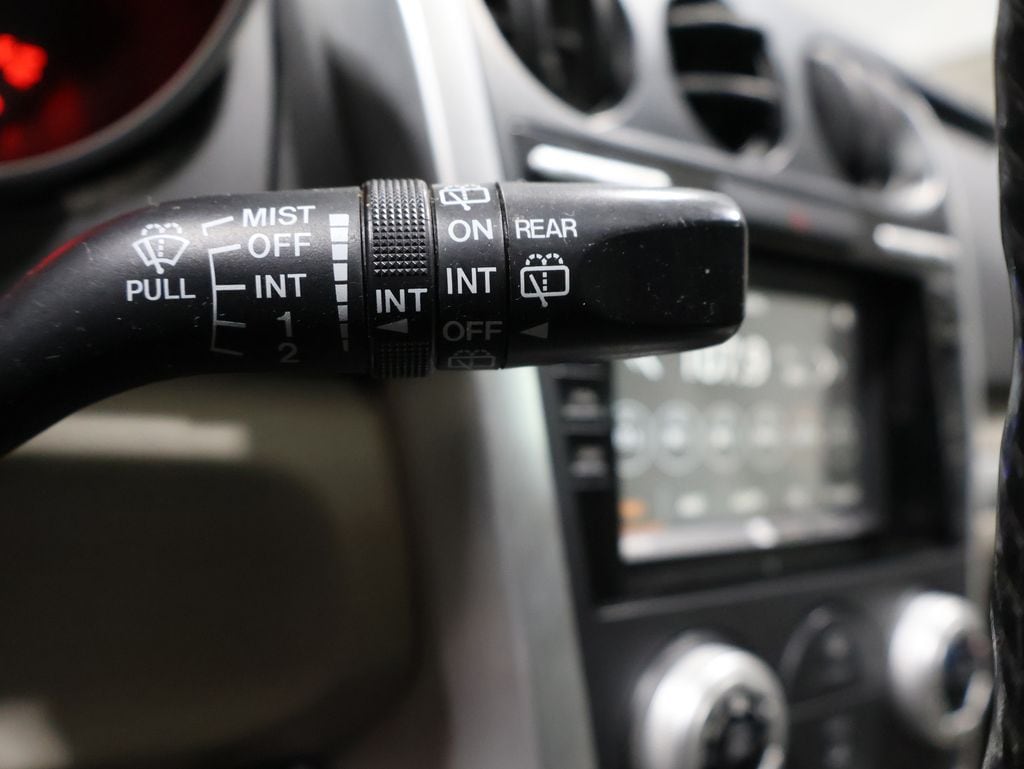 MIST
OFF
INT
1
2
PULL
INT
ON
INT
OFF
REAR